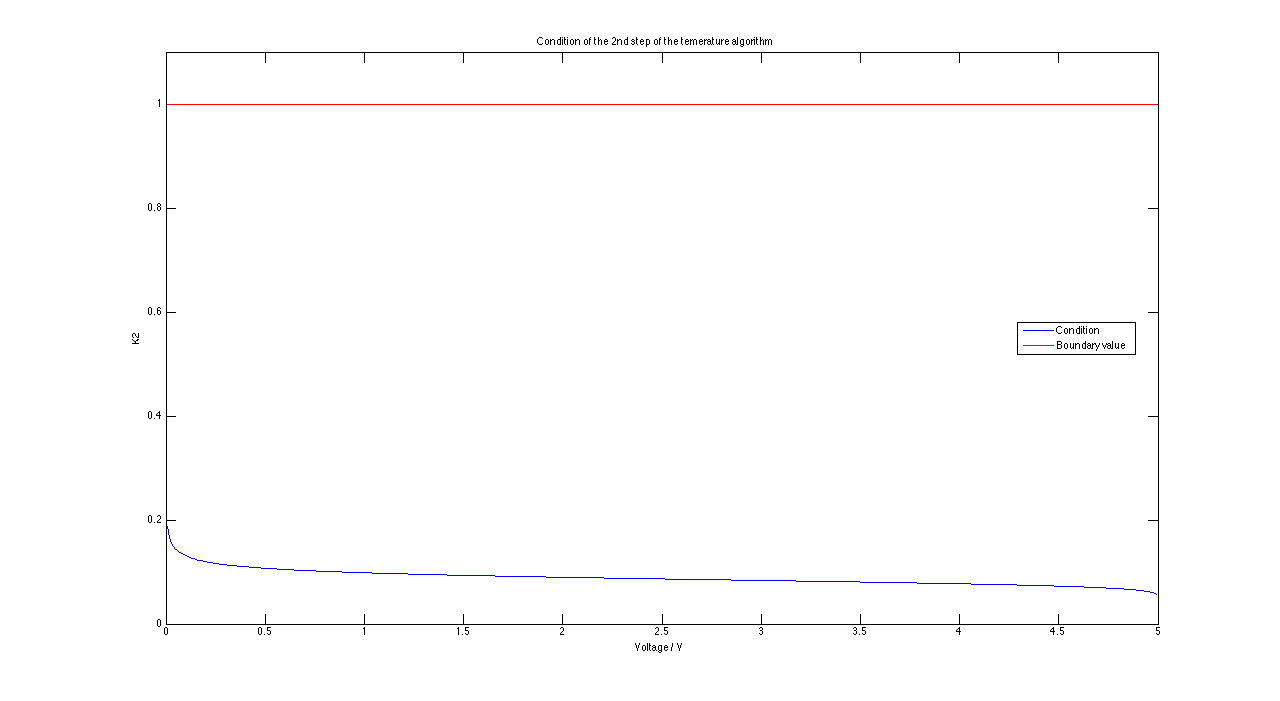 Condition of the 2nd step of the temerature algorithm
1
0.8
0.6
K2
Condition
Boundary value
0.4
0.2
0
0 0.5 1 1.5 2 2.5 3 3.5 4 4.5 5
Voltage / V